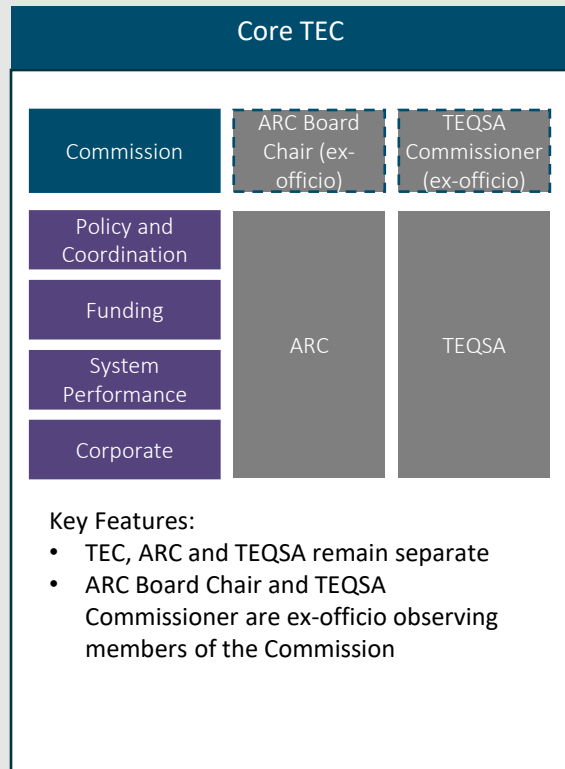 Core TEC
Commission
ARC Board
Chair (ex-
officio)
TEQSA
Commissioner
(ex-officio)
Policy and
Coordination
Funding
System
Performance
Corporate
ARC
TEQSA
Key Features:
• TEC, ARC and TEQSA remain separate
• ARC Board Chair and TEQSA
Commissioner are ex-officio observing
members of the Commission